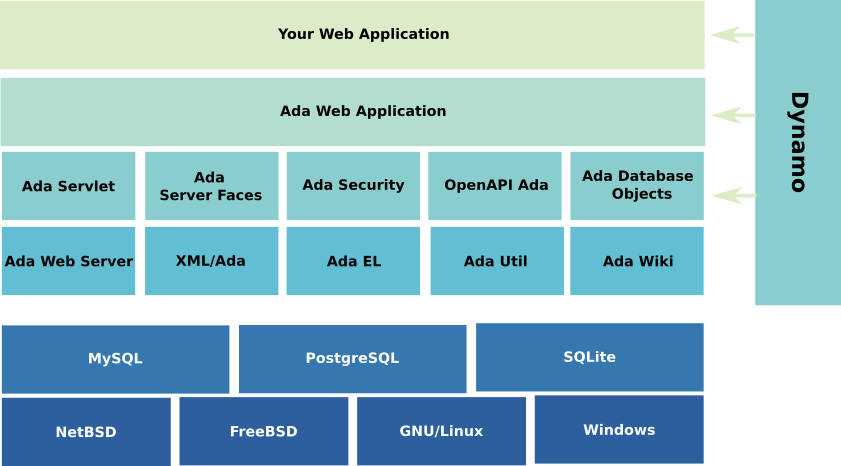 Your Web Application
Dynamo
Ada Web Application
Ada Servlet
Ada
Server Faces
Ada Security
OpenAPI Ada
Ada Database
Objects
Ada Web Server
XML/Ada
Ada EL
Ada Util
Ada Wiki
MySQL
PostgreSQL
SQLite
NetBSD
FreeBSD
GNU/Linux
Windows